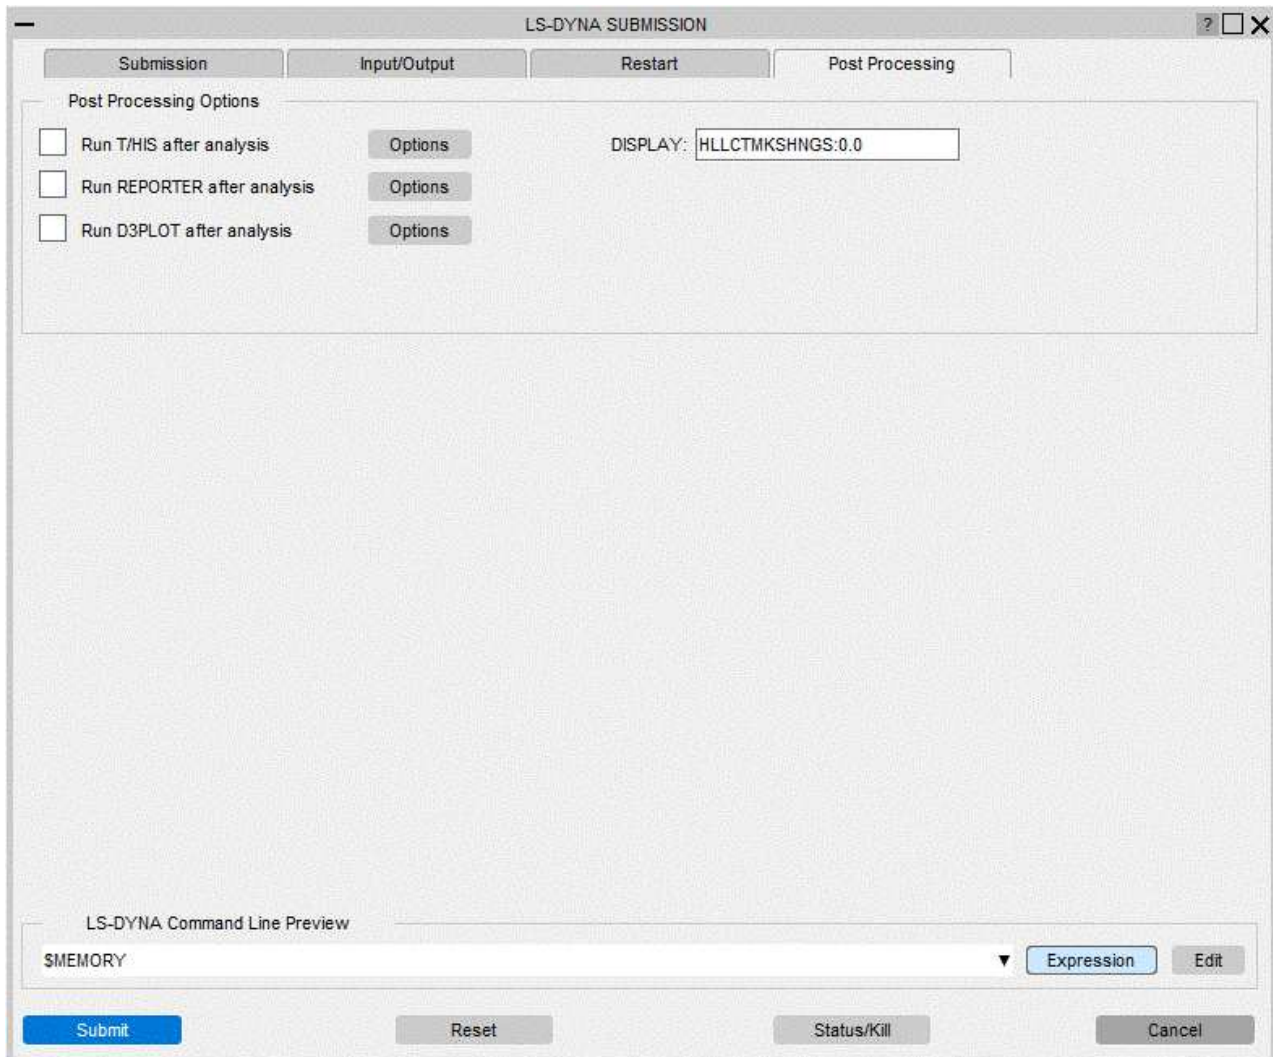 LS-DYNA SUBMISSION ?
Submission Input/Output Restart Post Processing
Post Processing Options
Run T/HIS after analysis Options DISPLAY: HLLCTMKSHNGS:0.0
Run REPORTER after analysis Options
Run D3PLOT after analysis Options
LS-DYNA Command Line Preview
$MEMORY Expression Edit
Submit Reset Status/Kill Cancel